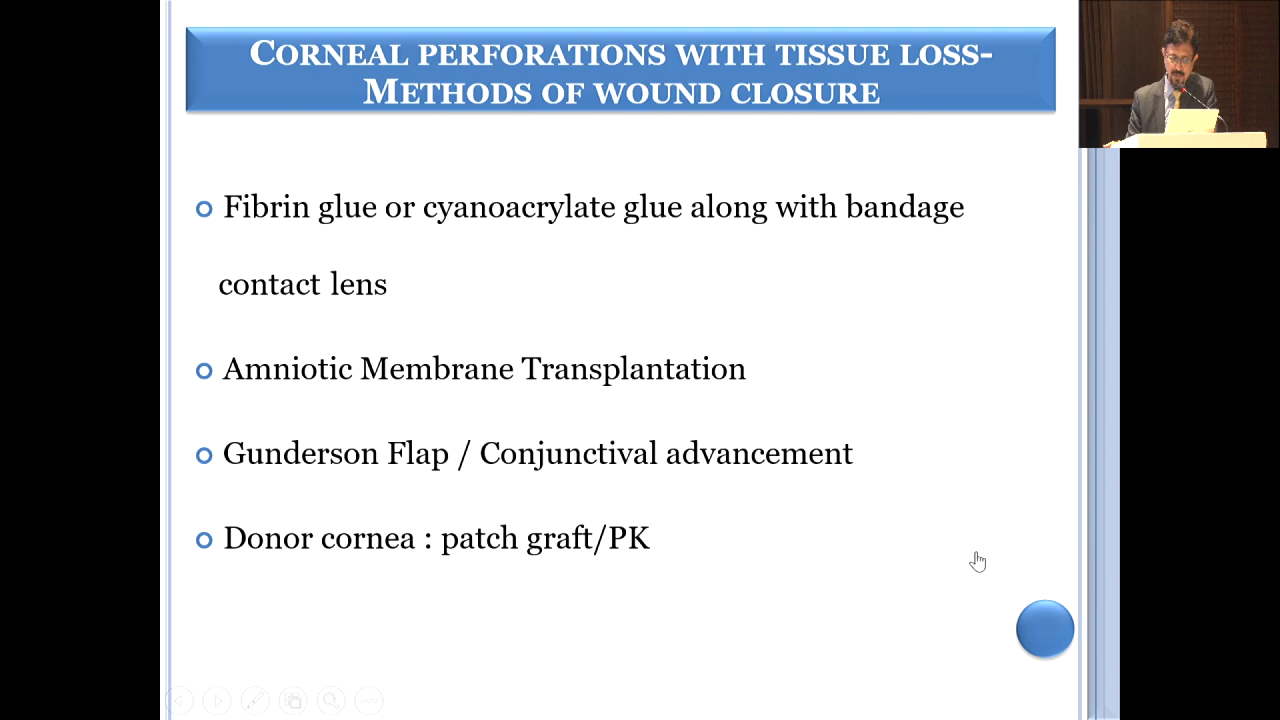 CORNEAL PERFORATIONS WITH TISSUE LOSS-
METHODS OF WOUND CLOSURE
Fibrin glue or cyanoacrylate glue along with bandage
contact lens
Amniotic Membrane Transplantation
Gunderson Flap / Conjunctival advancement
Donor cornea : patch graft/PK